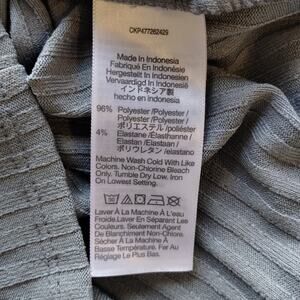 CKP477262429
Made In Indonesia
Fabriqué En Indonésie
Hergestellt In Indonesien
Vervaardigd In Indonesië
インドネシア製
hecho en indonesia
96% Polyester /Polyester /
Polyester /Polyester /
ポリエステル /poliéster
4% Elastane /Élasthanne /
Elastan /Elastaan /
ポリウレタン /elastano
Machine Wash Cold With Like
Colors. Non-Chlorine Bleach
Only. Tumble Dry Low. Iron
On Lowest Setting.
Laver À La Machine À L'eau
Froide.Laver En Séparant Les
Couleurs. Seulement Agent
De Blanchiment Non-Chlore.
Sécher À La Machine À
Basse Température. Fer Au
Réglage Le Plus Bas.